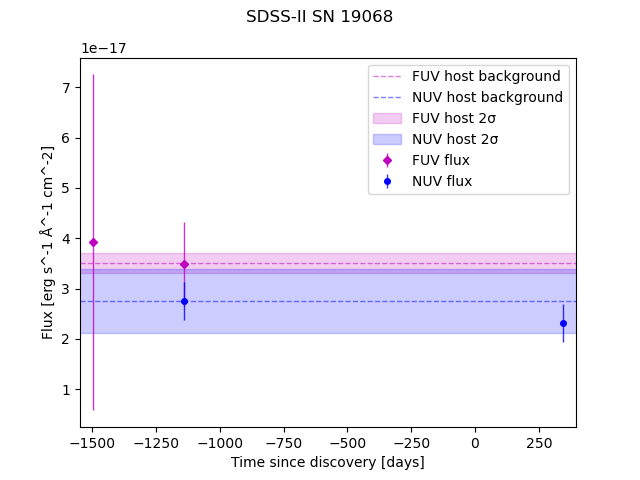 SDSS-II SN 19068
1e−17
7
6
5
4
3
2
1
Flux [erg s^-1 Å^-1 cm^-2]
FUV host background
NUV host background
FUV host 2σ
NUV host 2σ
FUV flux
NUV flux
−1500 −1250 −1000 −750 −500 −250 0 250
Time since discovery [days]